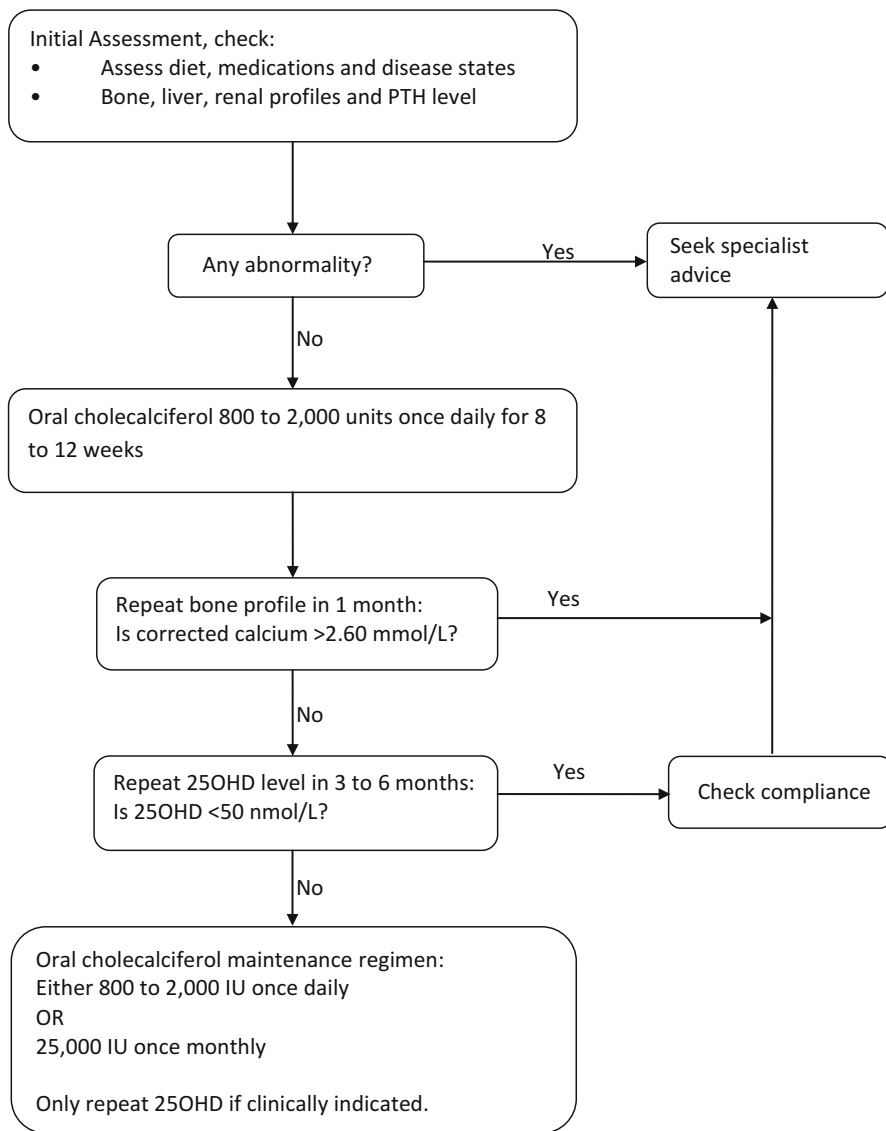 Initial Assessment, check:
• Assess diet, medications and disease states
• Bone, liver, renal profiles and PTH level
Any abnormality?
Yes
Seek specialist
advice
No
Oral cholecalciferol 800 to 2,000 units once daily for 8
to 12 weeks
Repeat bone profile in 1 month:
Is corrected calcium >2.60 mmol/L?
Yes
No
Repeat 25OHD level in 3 to 6 months:
Is 25OHD <50 nmol/L?
Yes
Check compliance
No
Oral cholecalciferol maintenance regimen:
Either 800 to 2,000 IU once daily
OR
25,000 IU once monthly
Only repeat 25OHD if clinically indicated.